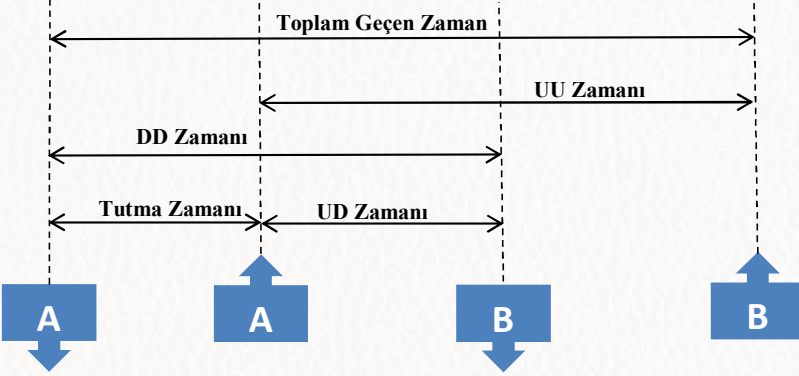 Toplam Geçen Zaman
UU Zamanı
DD Zamanı
Tutma Zamanı
UD Zamanı
A
A
B
B